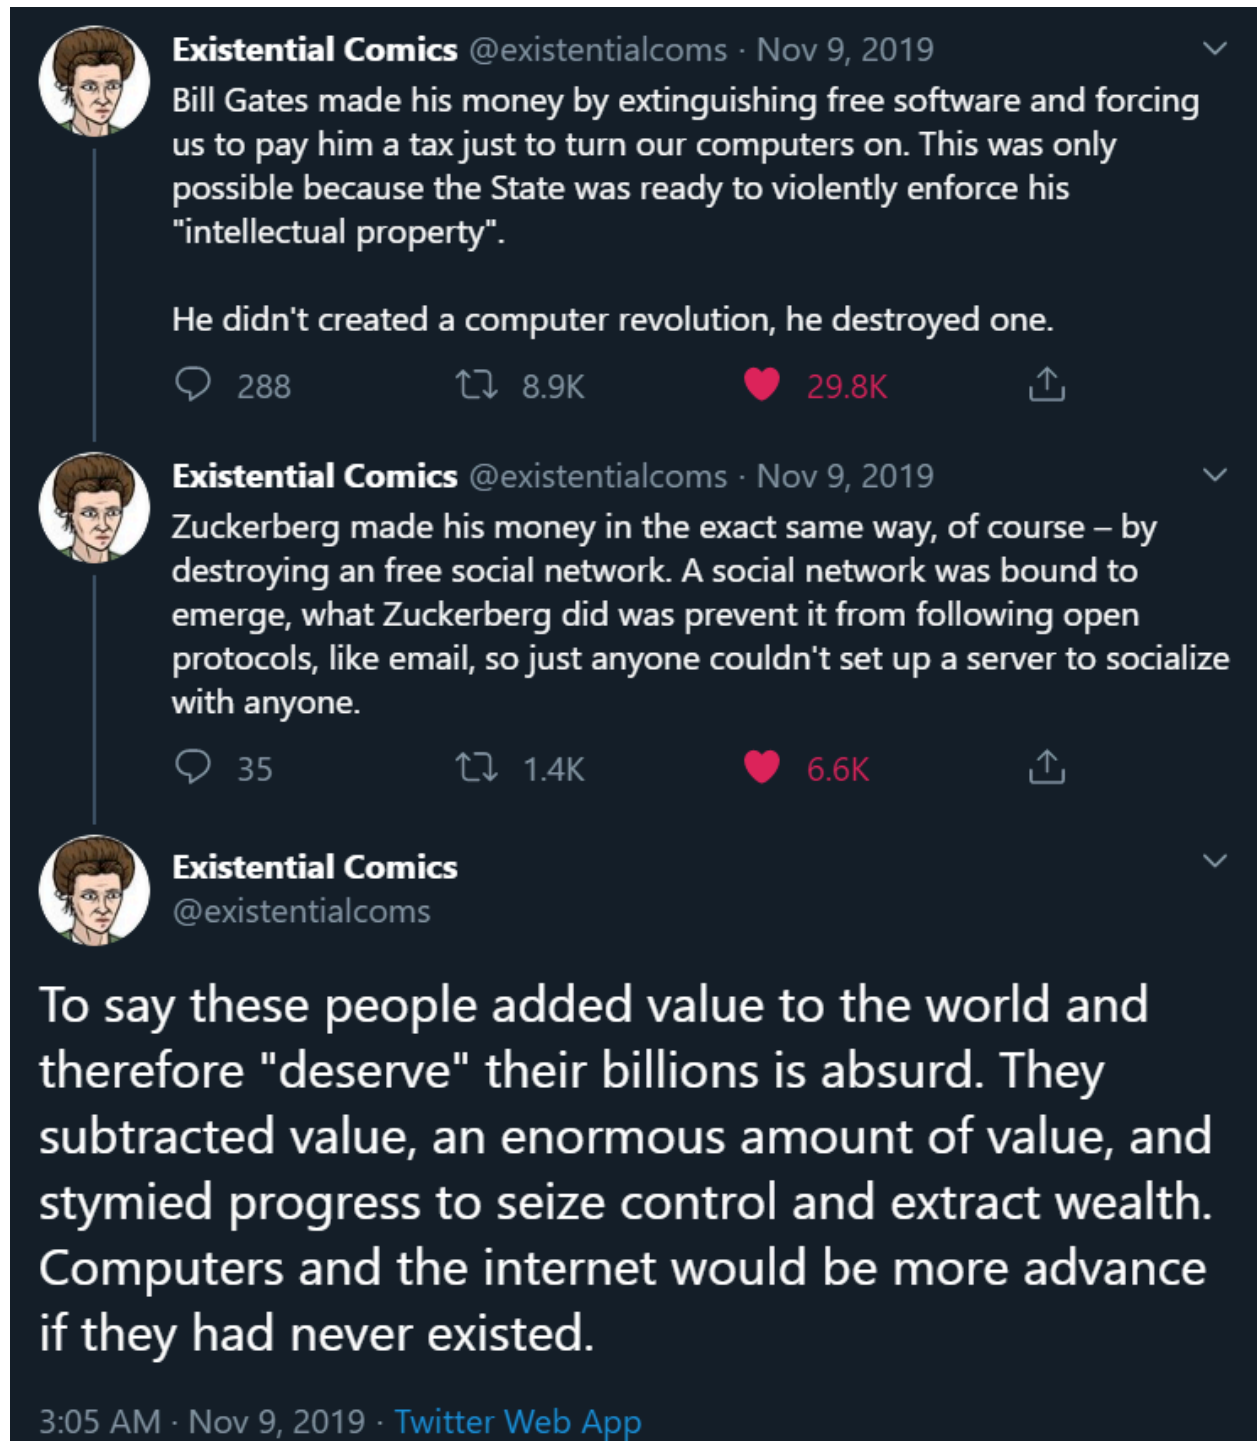 Existential Comics @existentialcoms · Nov 9, 2019
Bill Gates made his money by extinguishing free software and forcing
us to pay him a tax just to turn our computers on. This was only
possible because the State was ready to violently enforce his
"intellectual property".
He didn't created a computer revolution, he destroyed one.
288 8.9K 29.8K
Existential Comics @existentialcoms · Nov 9, 2019
Zuckerberg made his money in the exact same way, of course – by
destroying an free social network. A social network was bound to
emerge, what Zuckerberg did was prevent it from following open
protocols, like email, so just anyone couldn't set up a server to socialize
with anyone.
35 1.4K 6.6K
Existential Comics
@existentialcoms
To say these people added value to the world and
therefore "deserve" their billions is absurd. They
subtracted value, an enormous amount of value, and
stymied progress to seize control and extract wealth.
Computers and the internet would be more advance
if they had never existed.
3:05 AM · Nov 9, 2019 · Twitter Web App